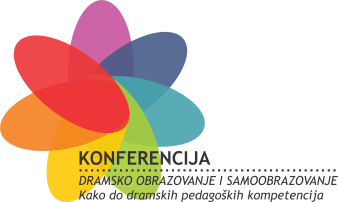 KONFERENCIJA
DRAMSKO OBRAZOVANJE I SAMOOBRAZOVANJE
Kako do dramskih pedagoških kompetencija